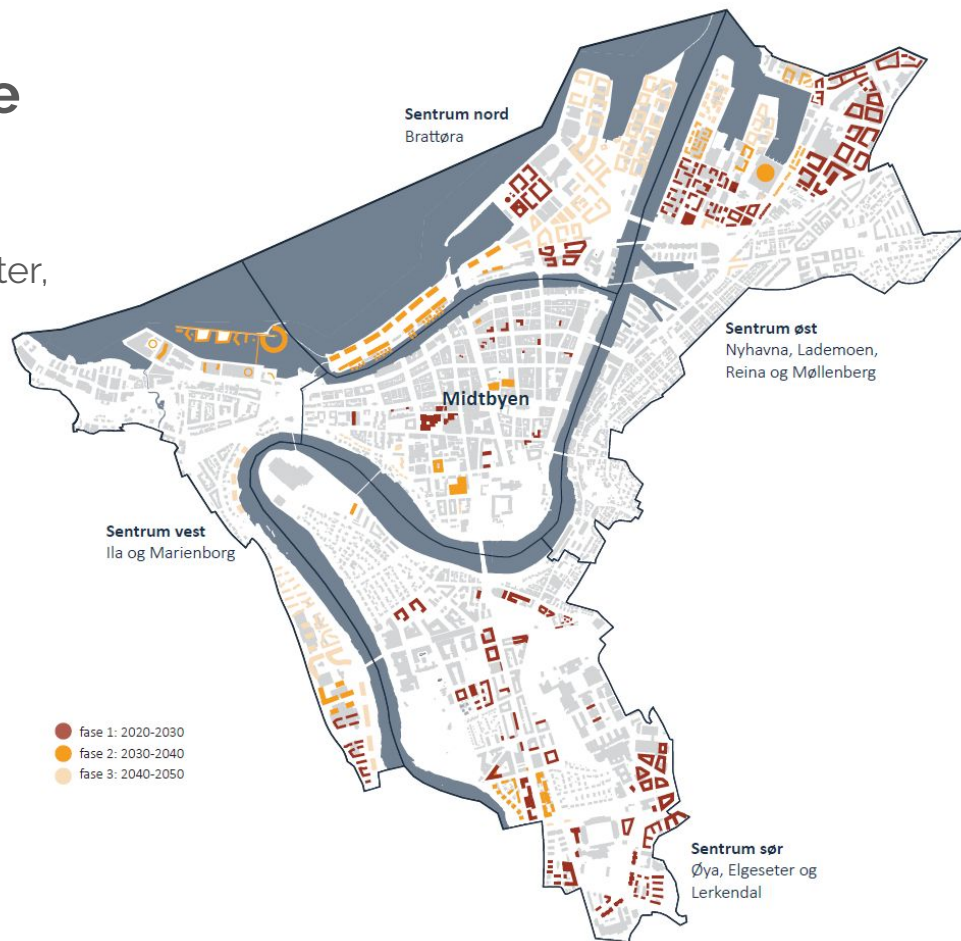 e
ter,
Sentrum nord
Brattøra
Sentrum øst
Nyhavna, Lademoen,
Reina og Møllenberg
Midtbyen
Sentrum vest
Ila og Marienborg
fase 1: 2020-2030
fase 2: 2030-2040
fase 3: 2040-2050
Sentrum sør
Øya, Elgeseter og
Lerkendal